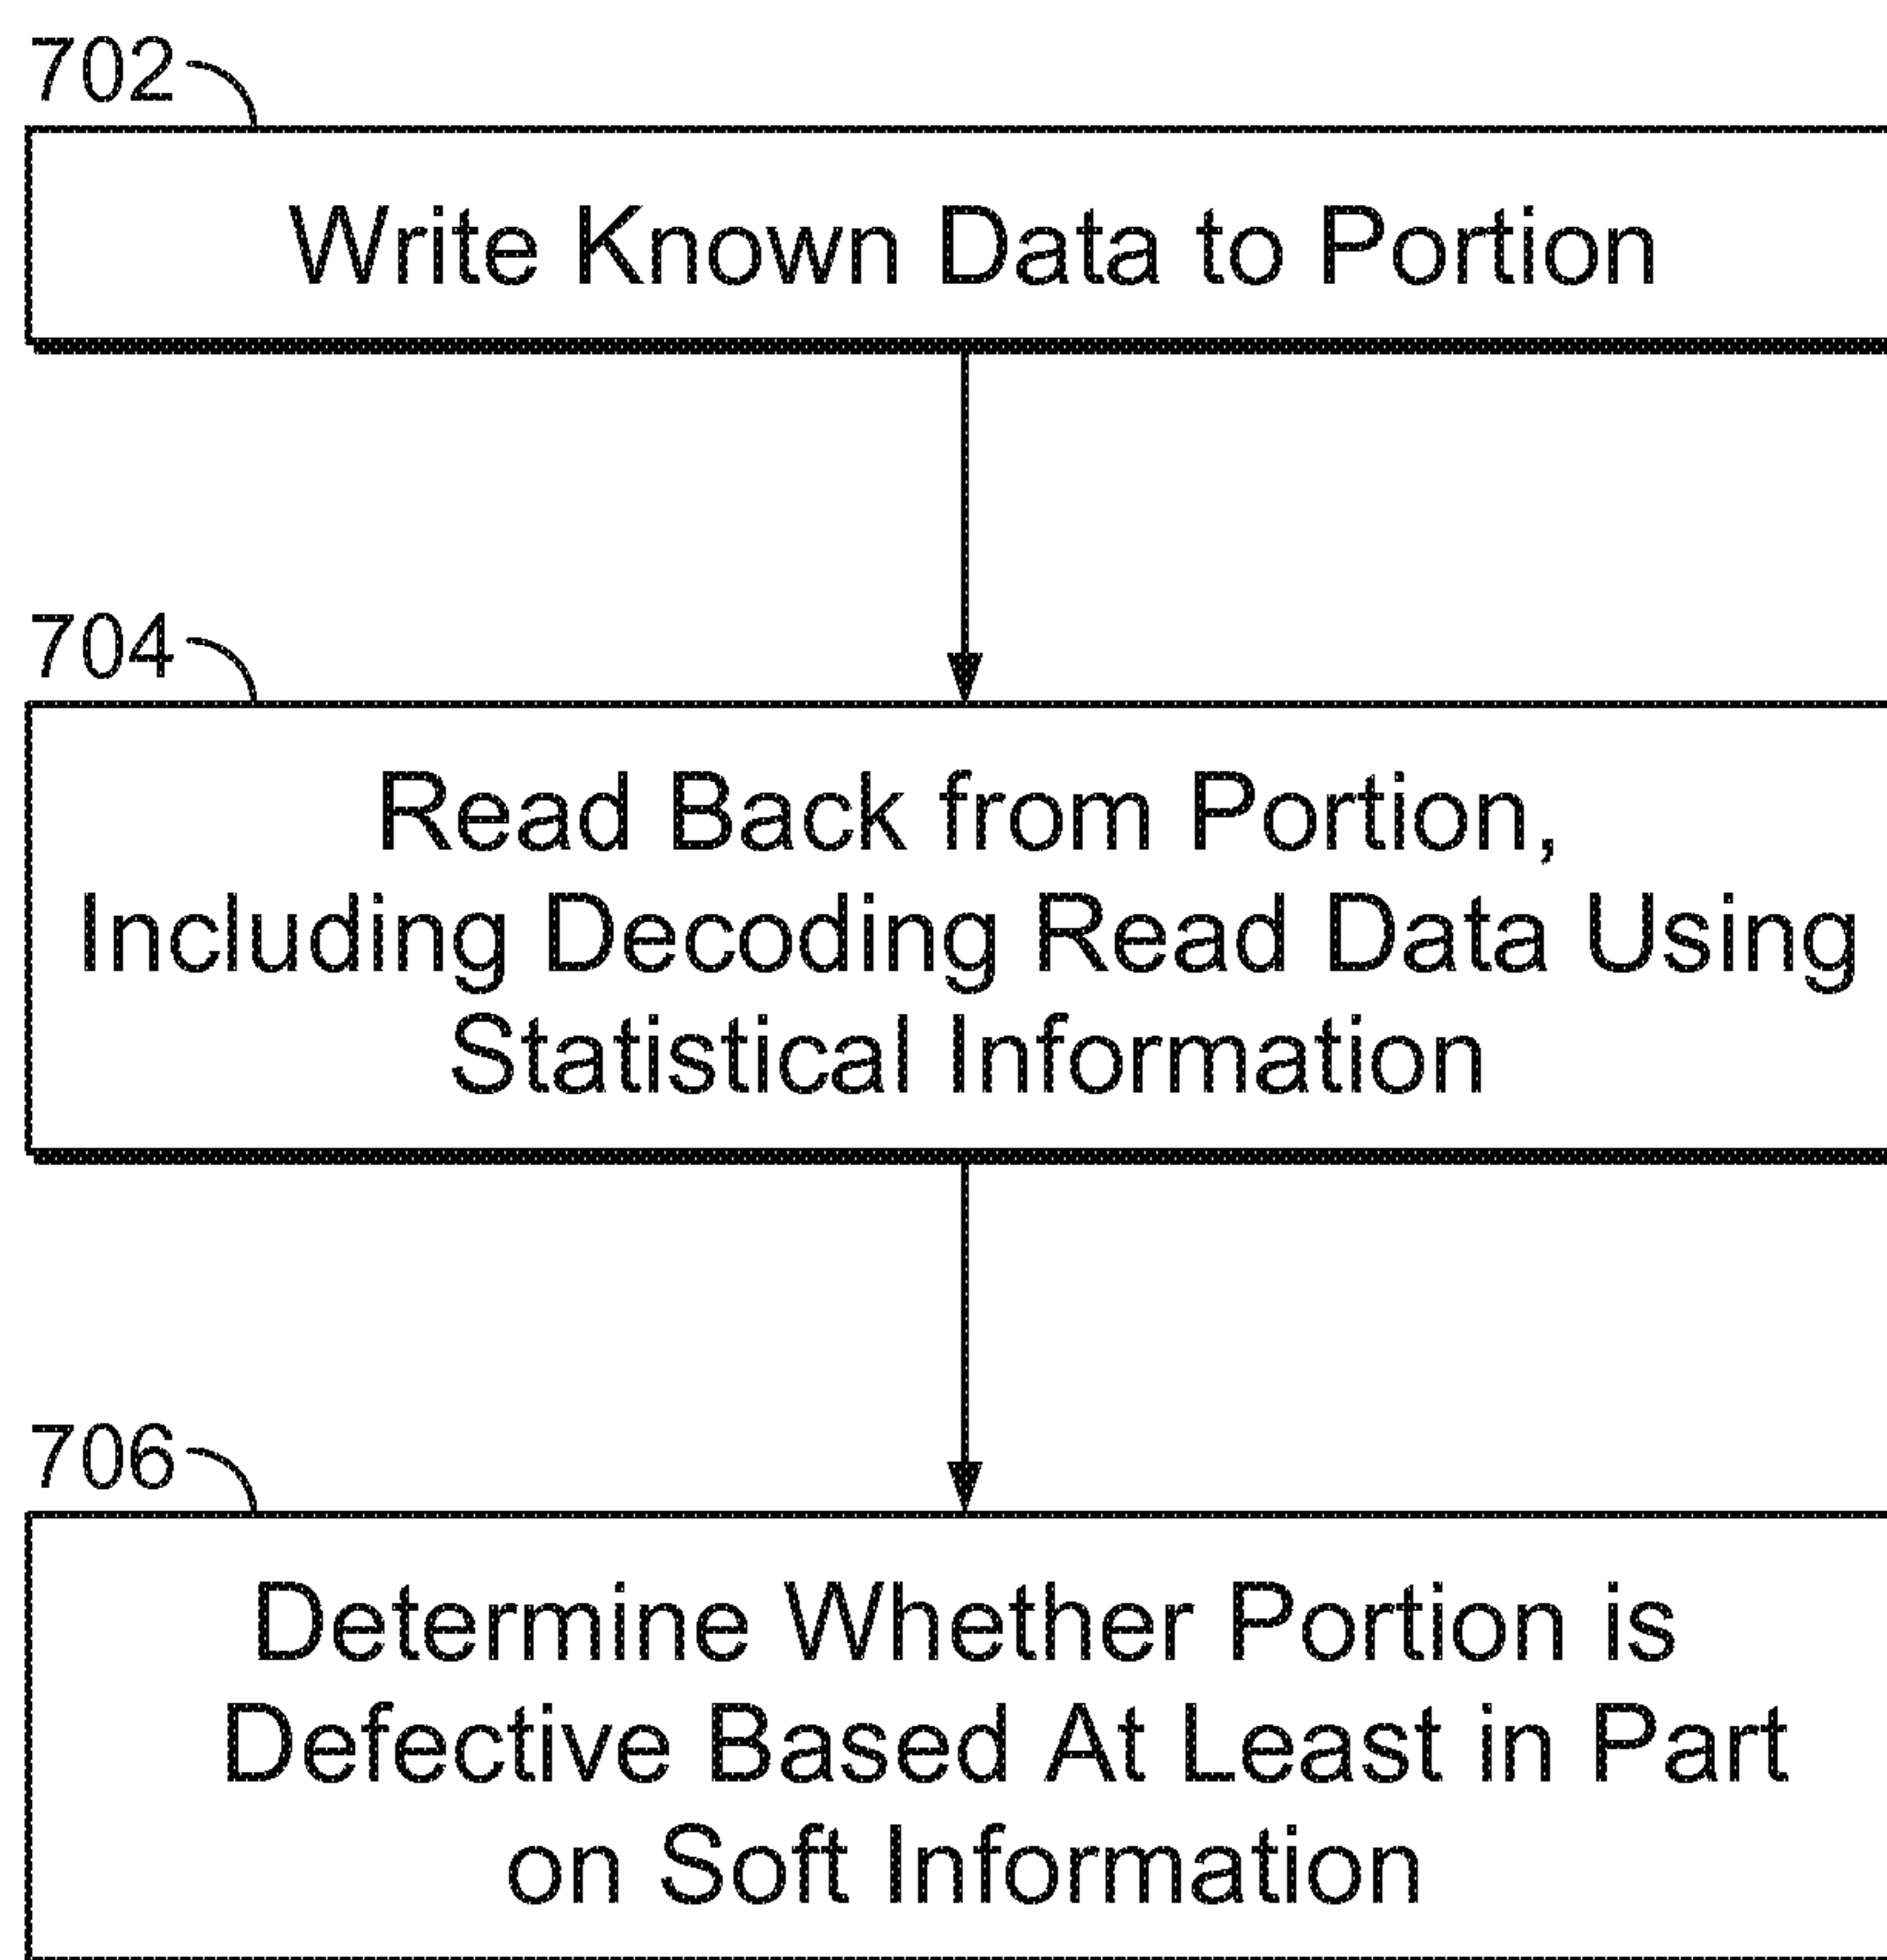 702
Write Known Data to Portion
704
Read Back from Portion,
Including Decoding Read Data Using
Statistical Information
706
Determine Whether Portion is
Defective Based At Least in Part
on Soft Information